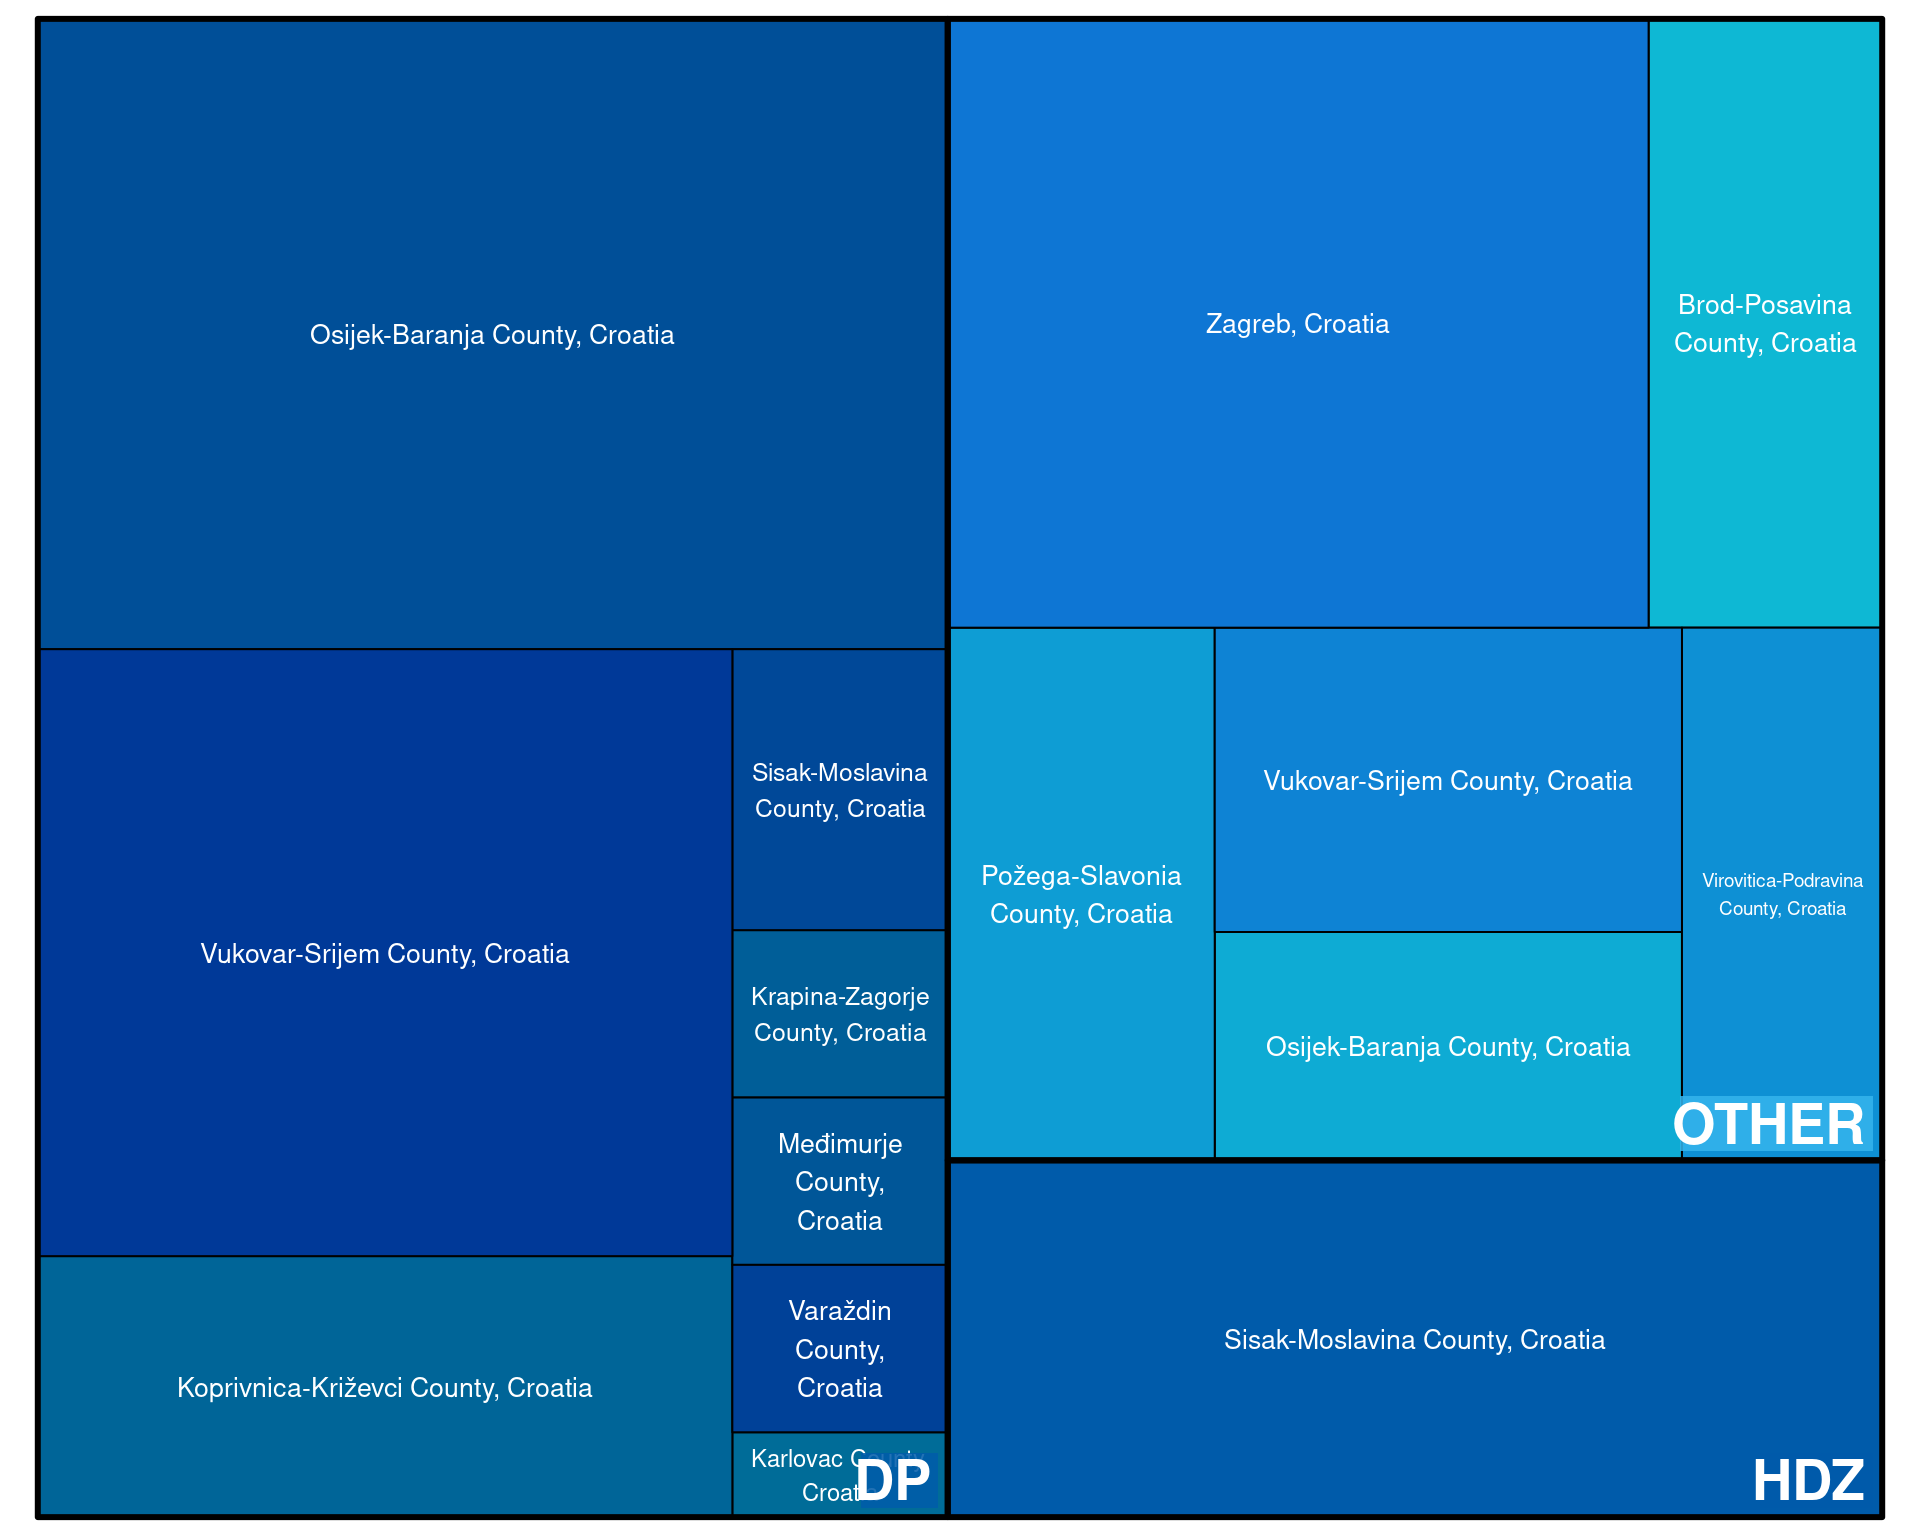 Osijek-Baranja County, Croatia
Vukovar-Srijem County, Croatia
Sisak-Moslavina
County, Croatia
Krapina-Zagorje
County, Croatia
Međimurje
County,
Croatia
Varaždin
County,
Croatia
Koprivnica-Križevci County, Croatia
Karlovac County,
Croatia
DP
Zagreb, Croatia
Brod-Posavina
County, Croatia
Požega-Slavonia
County, Croatia
Vukovar-Srijem County, Croatia
Osijek-Baranja County, Croatia
Virovitica-Podravina
County, Croatia
OTHER
Sisak-Moslavina County, Croatia
HDZ